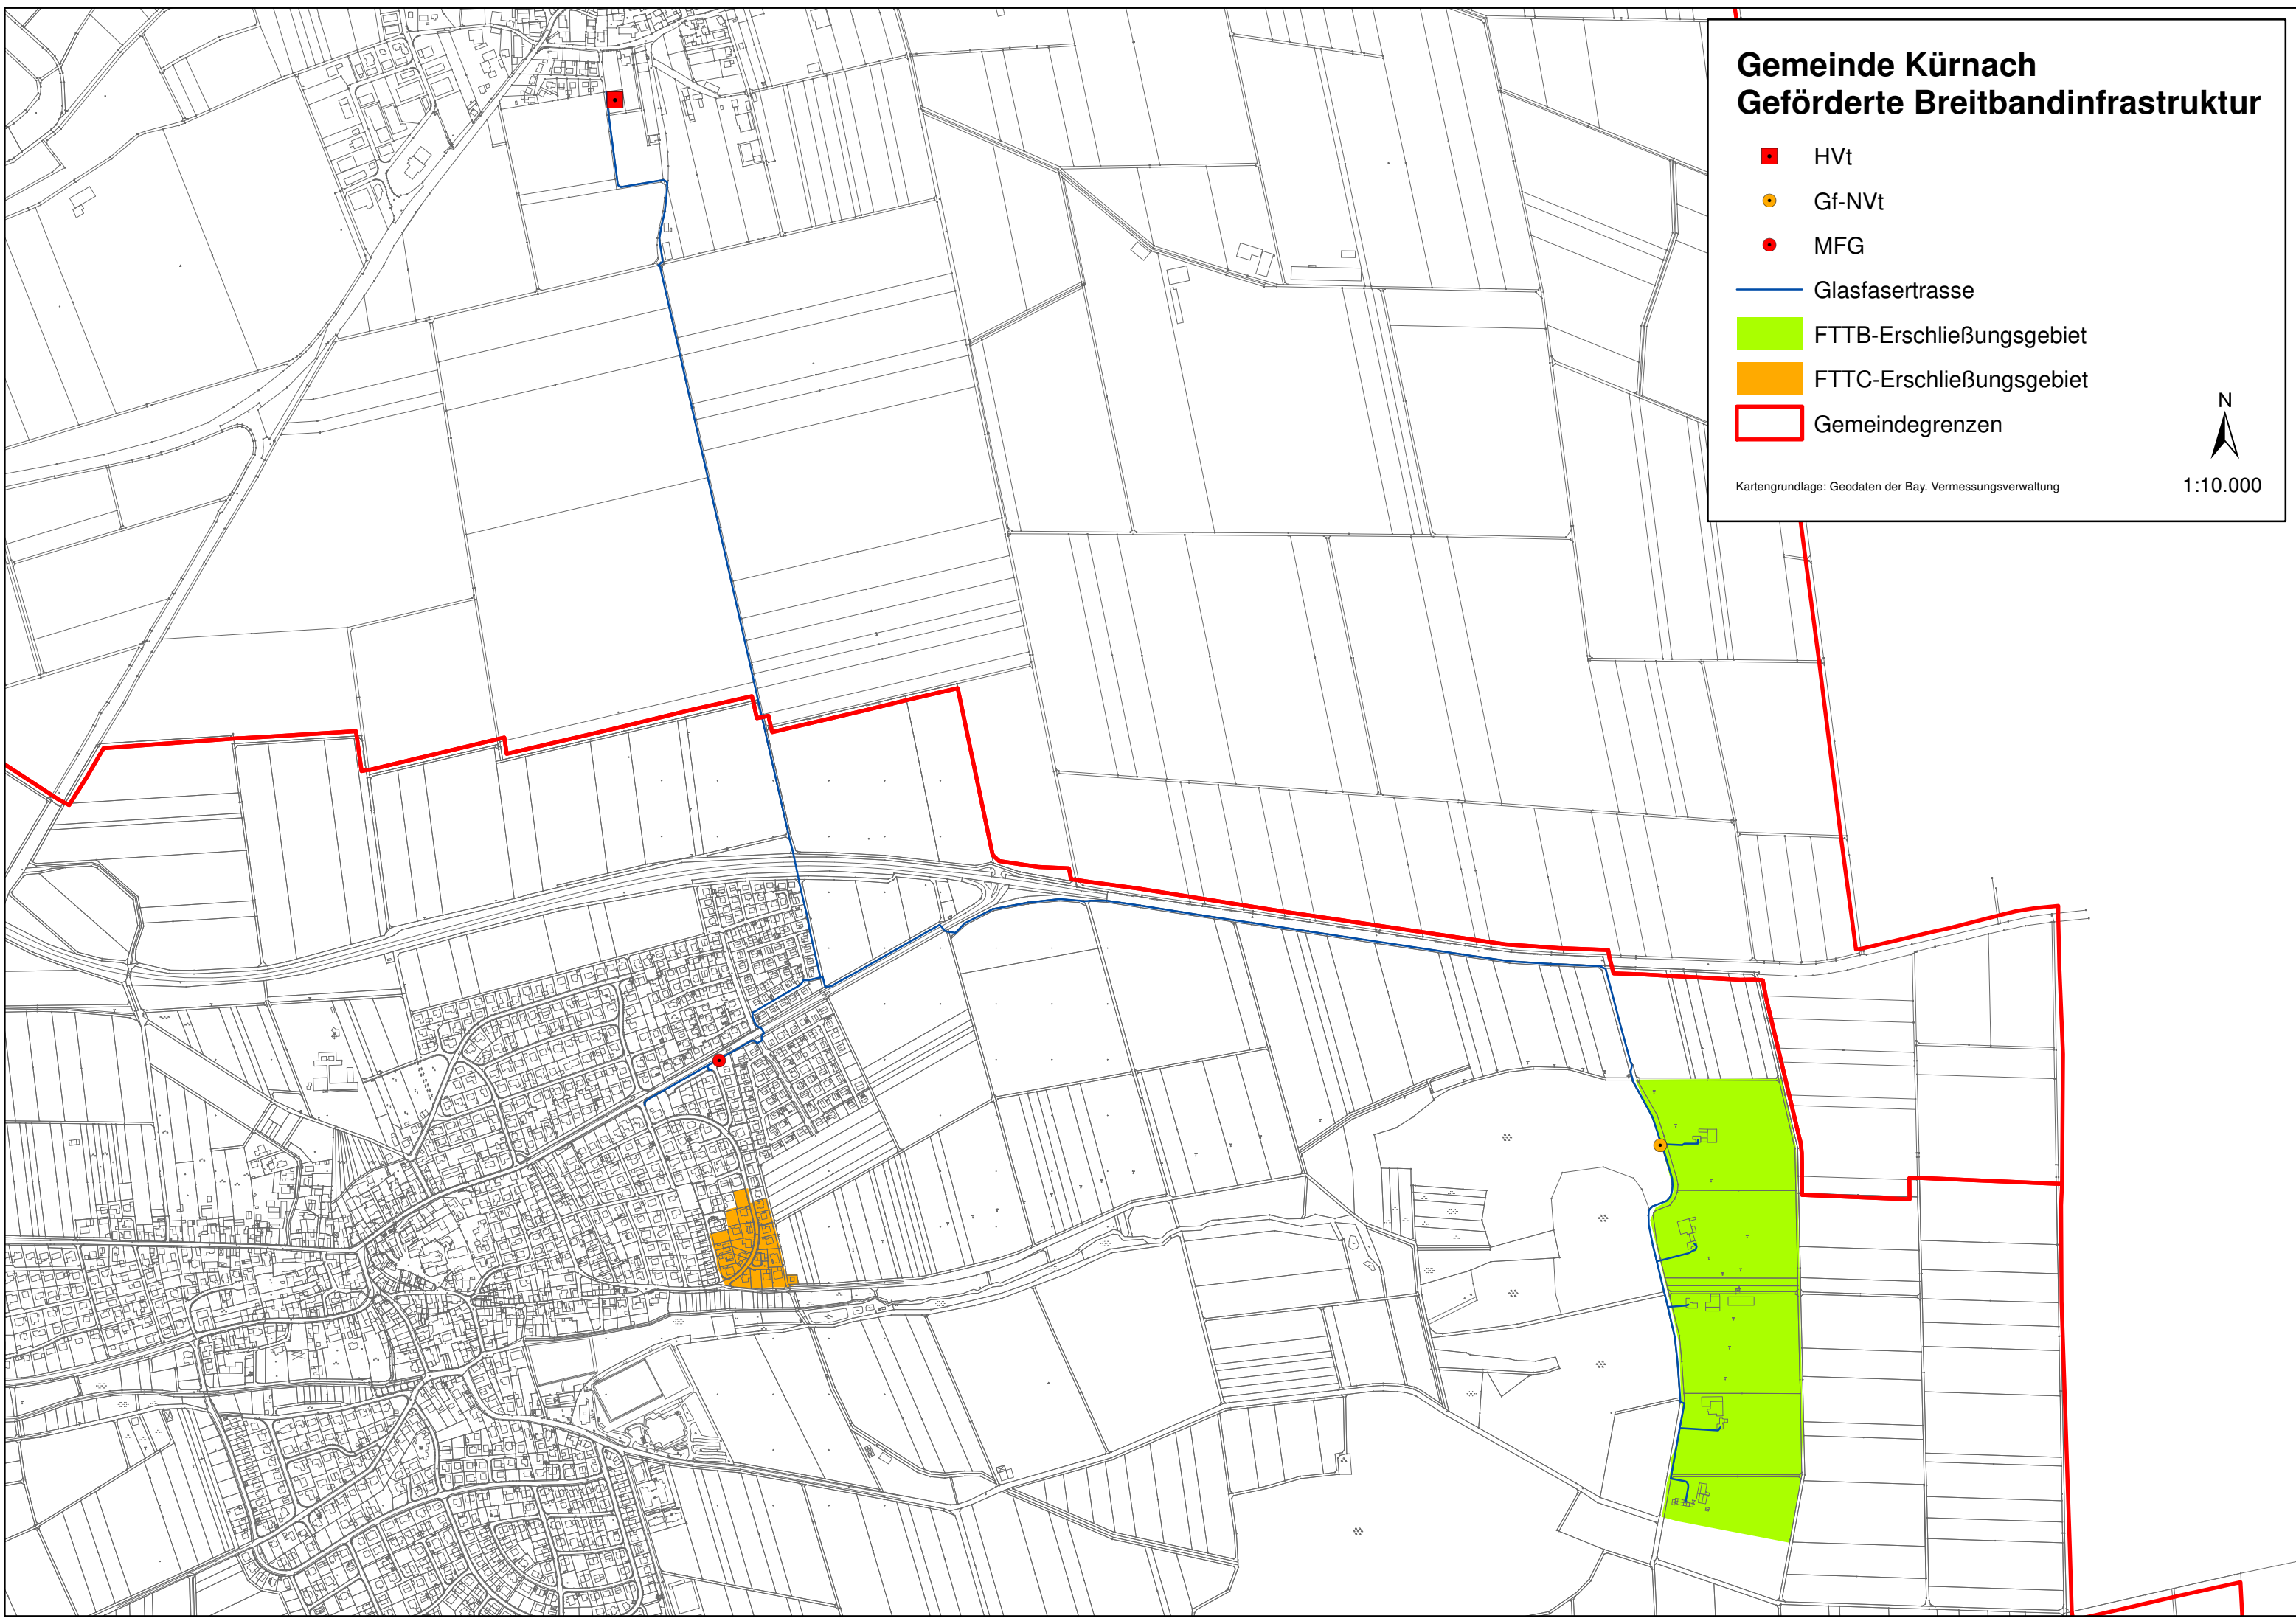 Gemeinde Kürnach
Geförderte Breitbandinfrastruktur
HVt
Gf-NVt
MFG
Glasfasertrasse
FTTB-Erschließungsgebiet
FTTC-Erschließungsgebiet
Gemeindegrenzen
N
Kartengrundlage: Geodaten der Bay. Vermessungsverwaltung
1:10.000